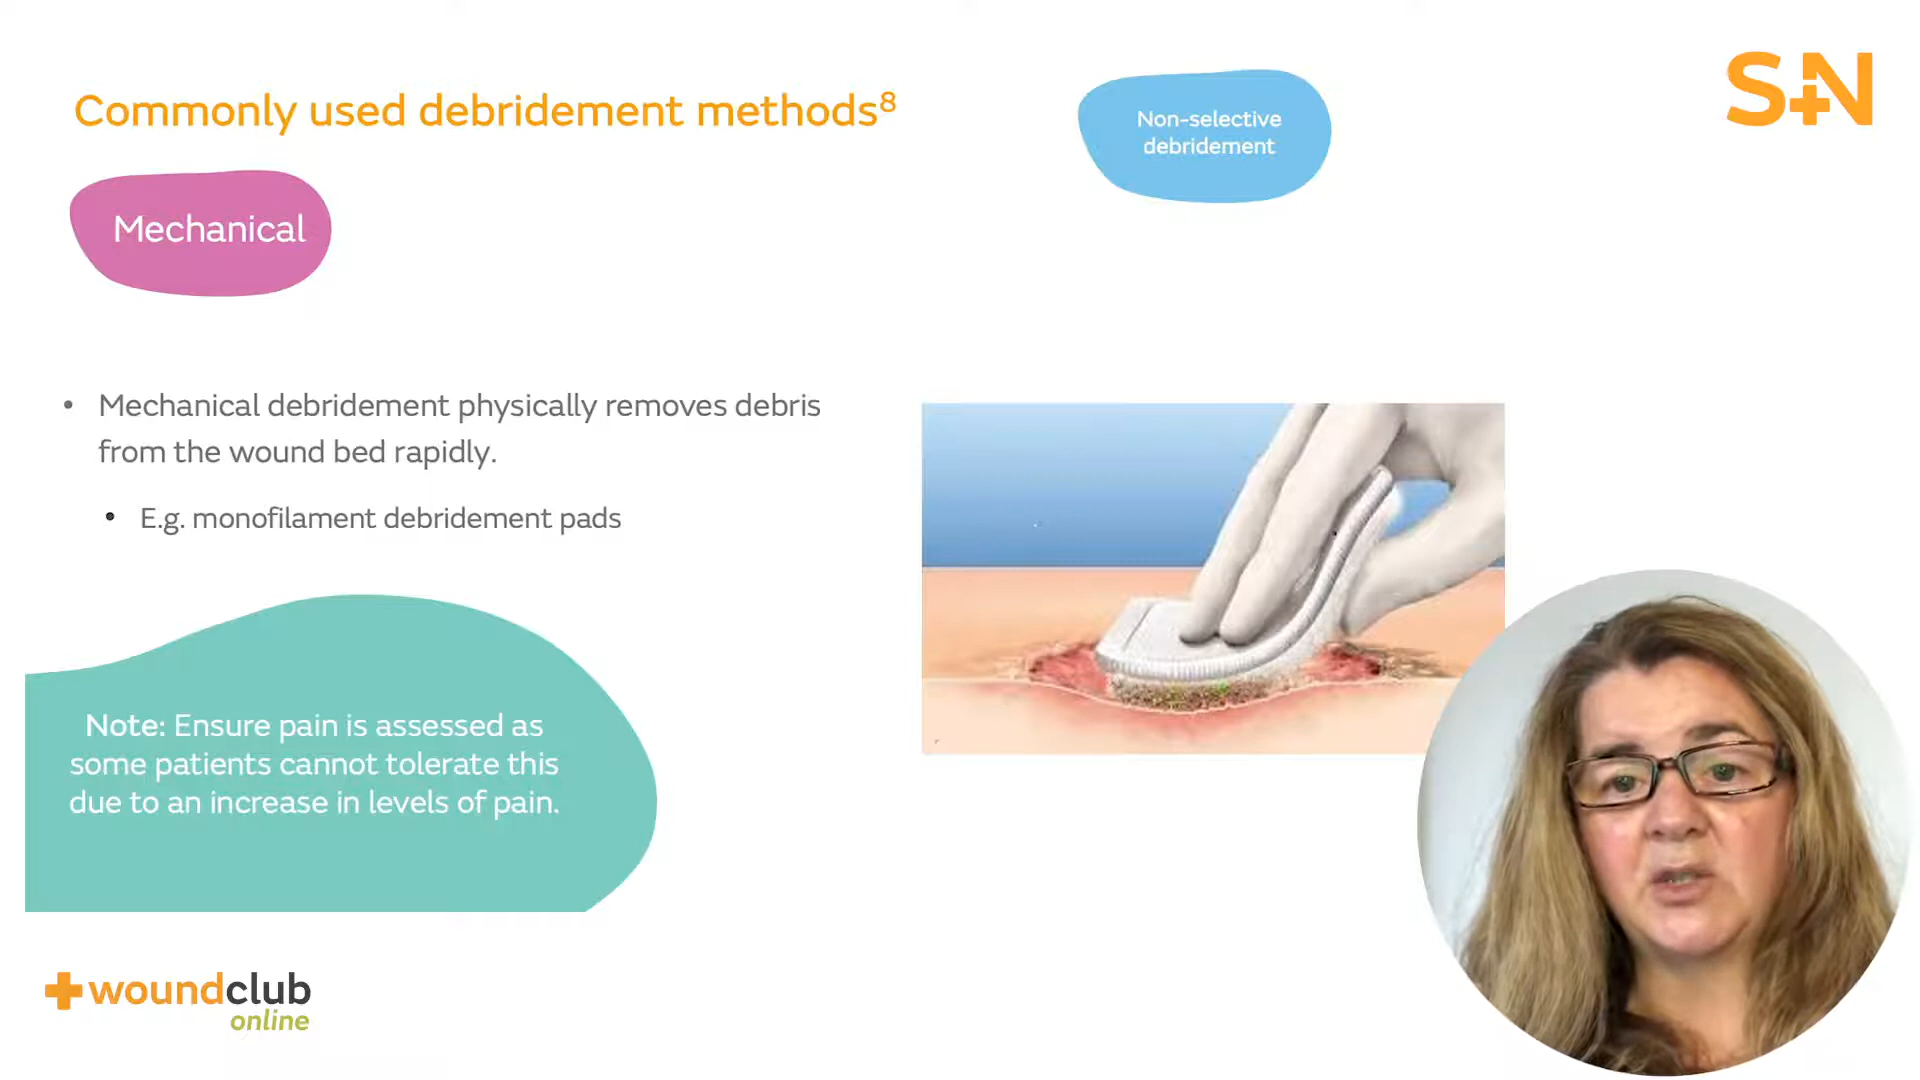 Commonly used debridement methods⁸
Non-selective
debridement
S+N
Mechanical
• Mechanical debridement physically removes debris
from the wound bed rapidly.
• E.g. monofilament debridement pads
Note: Ensure pain is assessed as
some patients cannot tolerate this
due to an increase in levels of pain.
woundclub
online